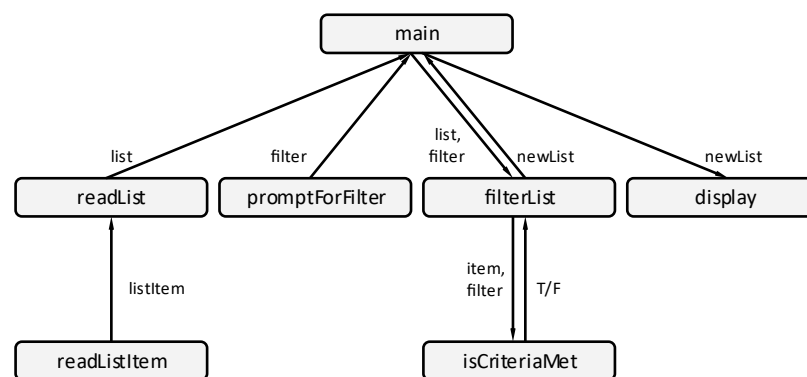 main
list
filter
list,
filter
newList
newList
readList
promptForFilter
filterList
display
listItem
item,
filter
T/F
readListItem
isCriteriaMet